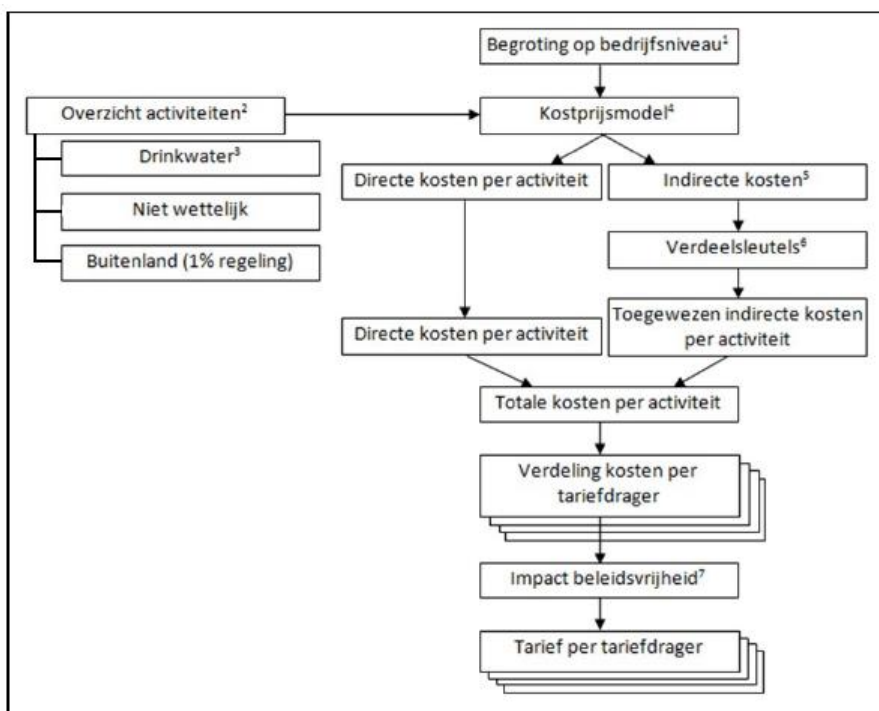 Begroting op bedrijfsniveau¹
Overzicht activiteiten²
Kostprijsmodel⁴
Drinkwater³
Directe kosten per activiteit
Indirecte kosten⁵
Niet wettelijk
Verdeelsleutels⁶
Buitenland (1% regeling)
Directe kosten per activiteit
Toegewezen indirecte kosten
per activiteit
Totale kosten per activiteit
Verdeling kosten per
tariefdrager
Impact beleidsvrijheid⁷
Tarief per tariefdrager